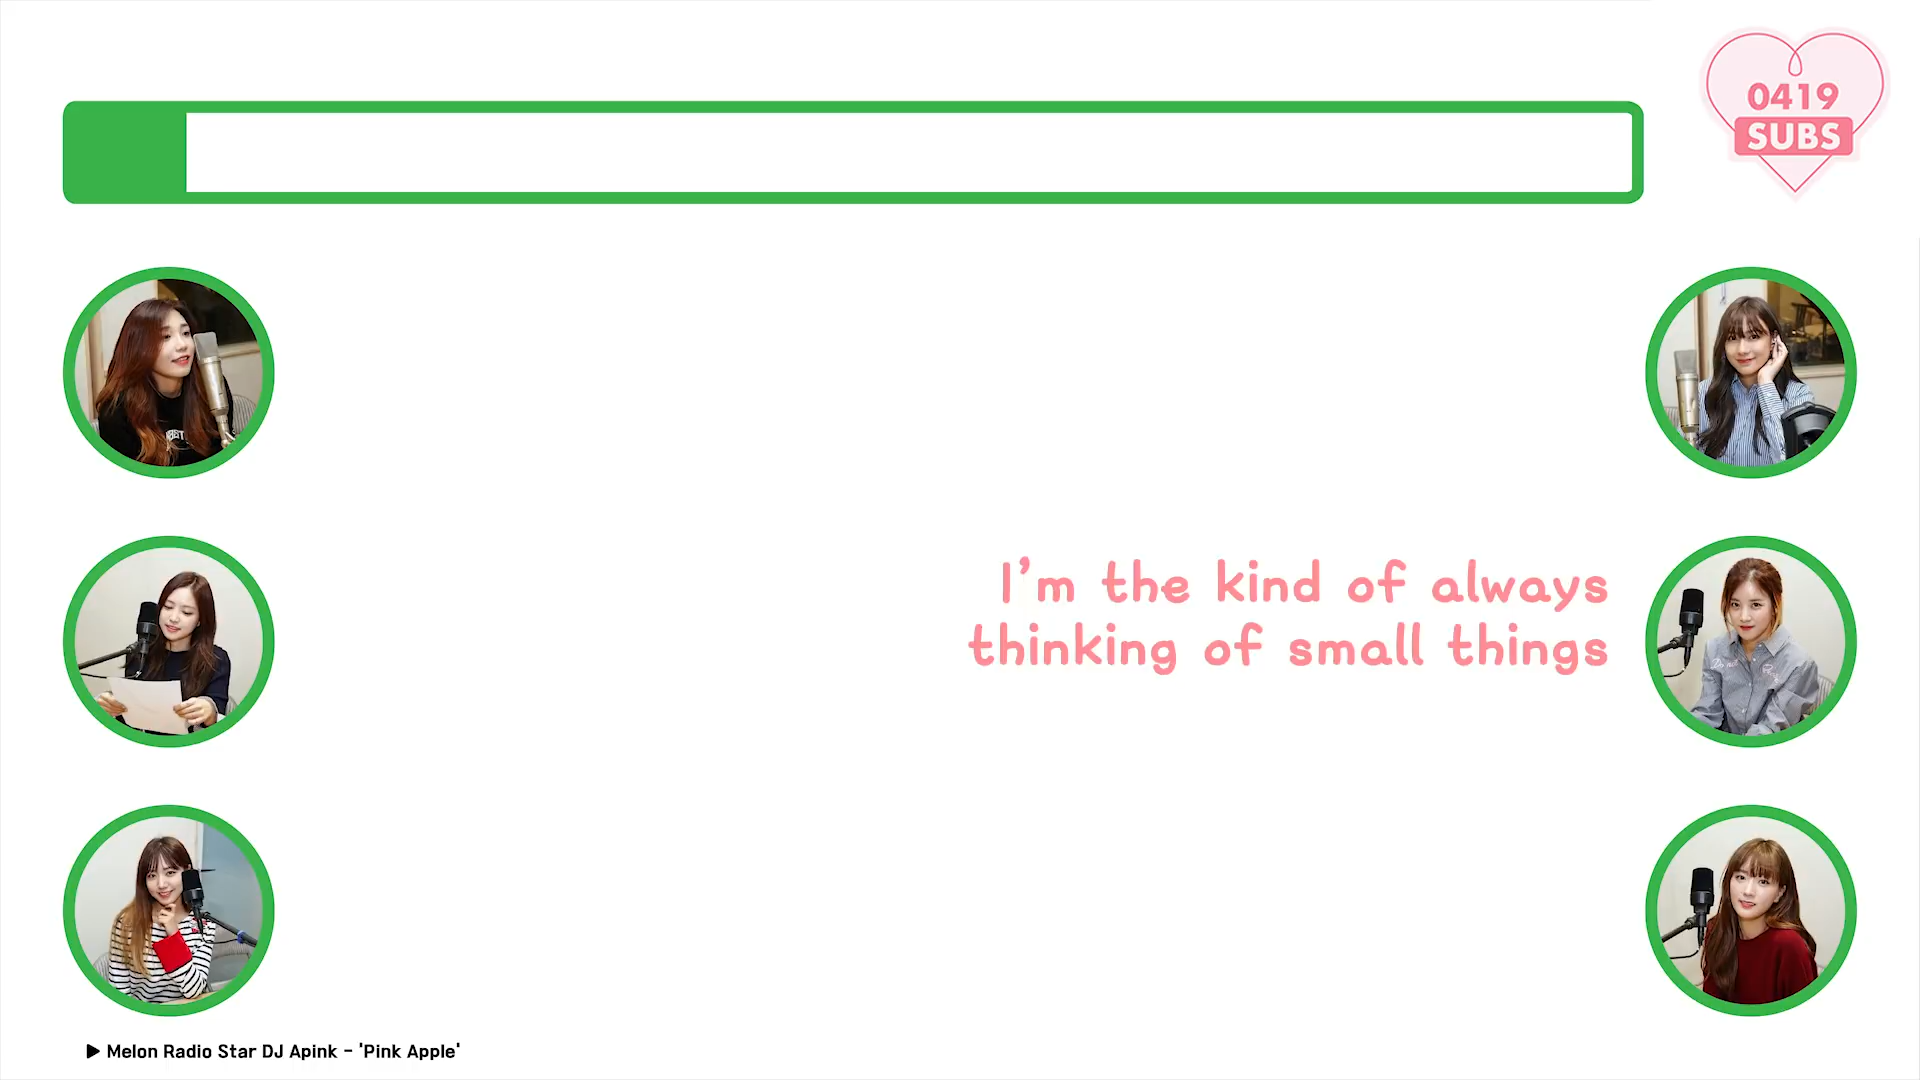 0419
SUBS
I'm the kind of always
thinking of small things
▶ Melon Radio Star DJ Apink - 'Pink Apple'